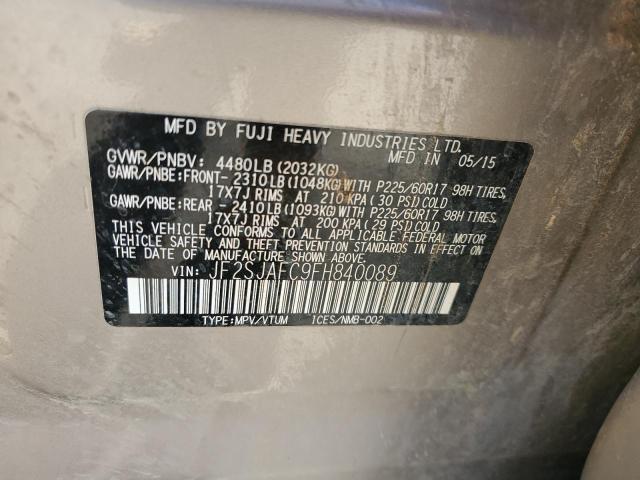 MFD BY FUJI HEAVY INDUSTRIES LTD.
MFD IN 05/15
GVWR/PNBV: 4480LB (2032KG)
GAWR/PNBE:FRONT- 2310LB(1048KG)WITH P225/60R17 98H TIRES,
17X7J RIMS AT 210 KPA (30 PSI)COLD
GAWR/PNBE:REAR - 2410LB(1093KG)WITH P225/60R17 98H TIRES,
17X7J RIMS AT 200 KPA (29 PSI)COLD
THIS VEHICLE CONFORMS TO ALL APPLICABLE FEDERAL MOTOR
VEHICLE SAFETY AND THEFT PREVENTION STANDARDS IN EFFECT ON
THE DATE OF MANUFACTURE SHOWN ABOVE.
VIN: JF2SJAFC9FH840089
TYPE:MPV/VTUM ICES/NMB-002